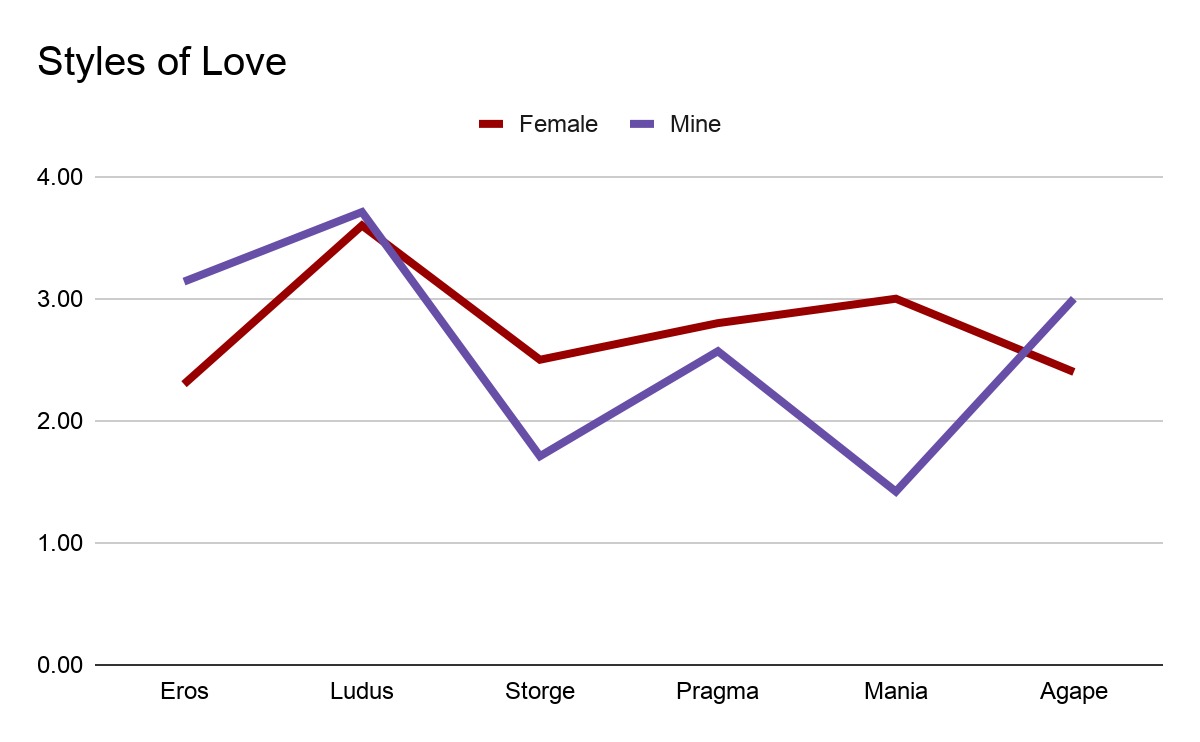 Styles of Love
Female Mine
4.00
3.00
2.00
1.00
0.00
Eros Ludus Storge Pragma Mania Agape